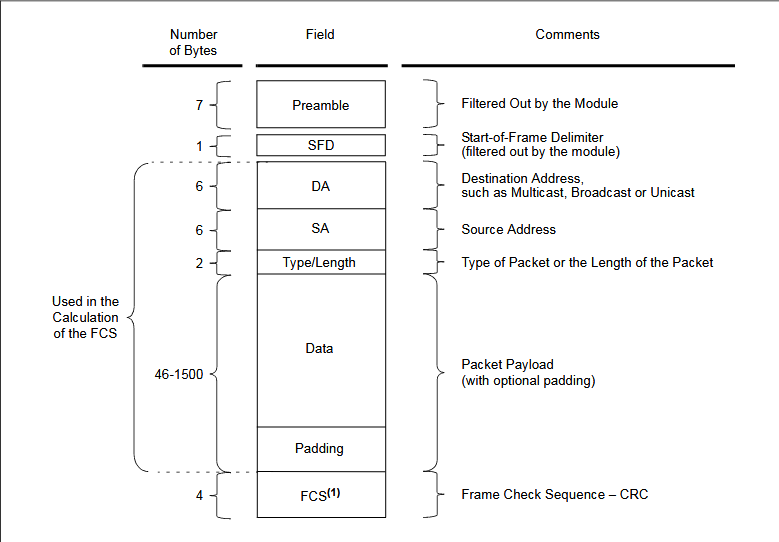 Number
of Bytes
Field
Comments
7
Preamble
Filtered Out by the Module
1
SFD
Start-of-Frame Delimiter
(filtered out by the module)
6
DA
Destination Address,
such as Multicast, Broadcast or Unicast
6
SA
Source Address
2
Type/Length
Type of Packet or the Length of the Packet
Used in the
Calculation
of the FCS
46-1500
Data
Packet Payload
(with optional padding)
Padding
4
FCS(1)
Frame Check Sequence – CRC